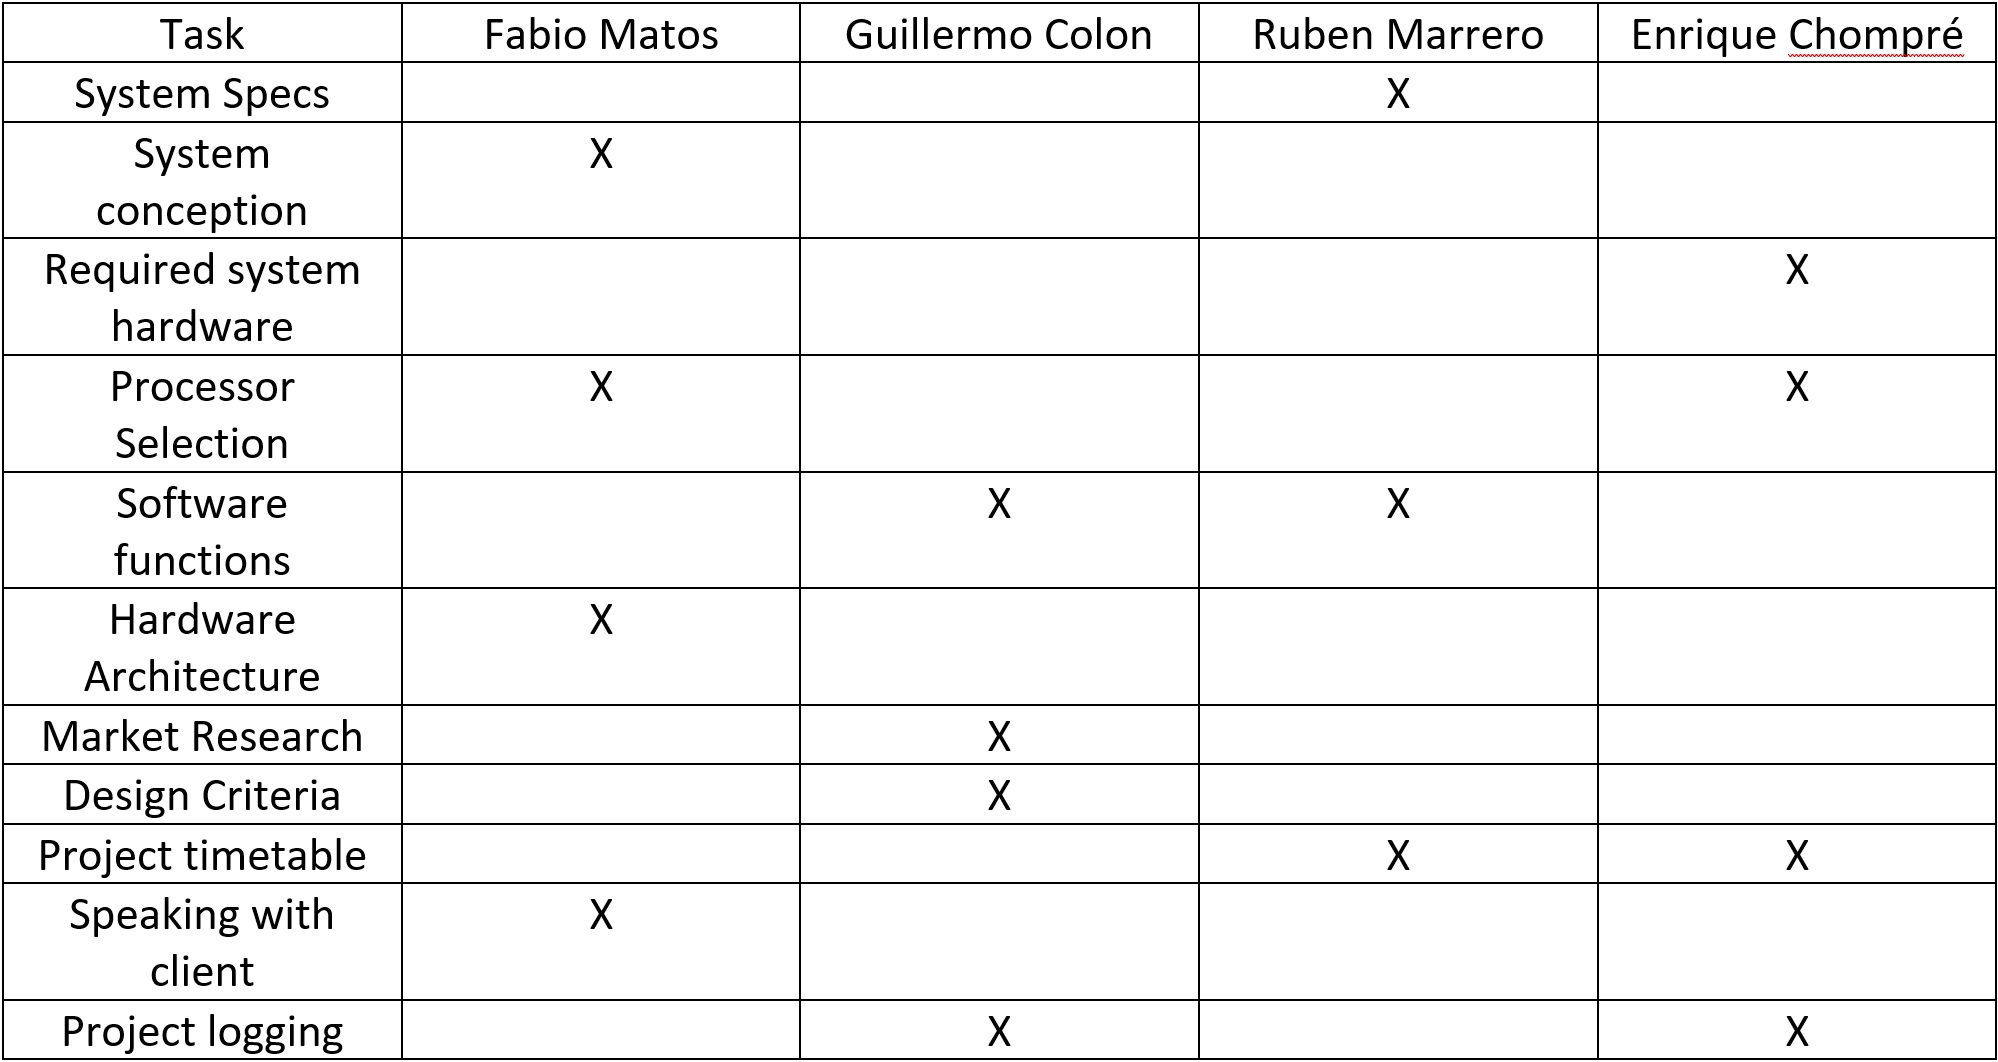 Task Fabio Matos Guillermo Colon Ruben Marrero Enrique Chompré
System Specs X
System X
conception
Required system X
hardware
Processor X X
Selection
Software X X
functions
Hardware X
Architecture
Market Research X
Design Criteria X
Project timetable X X
Speaking with X
client
Project logging X X